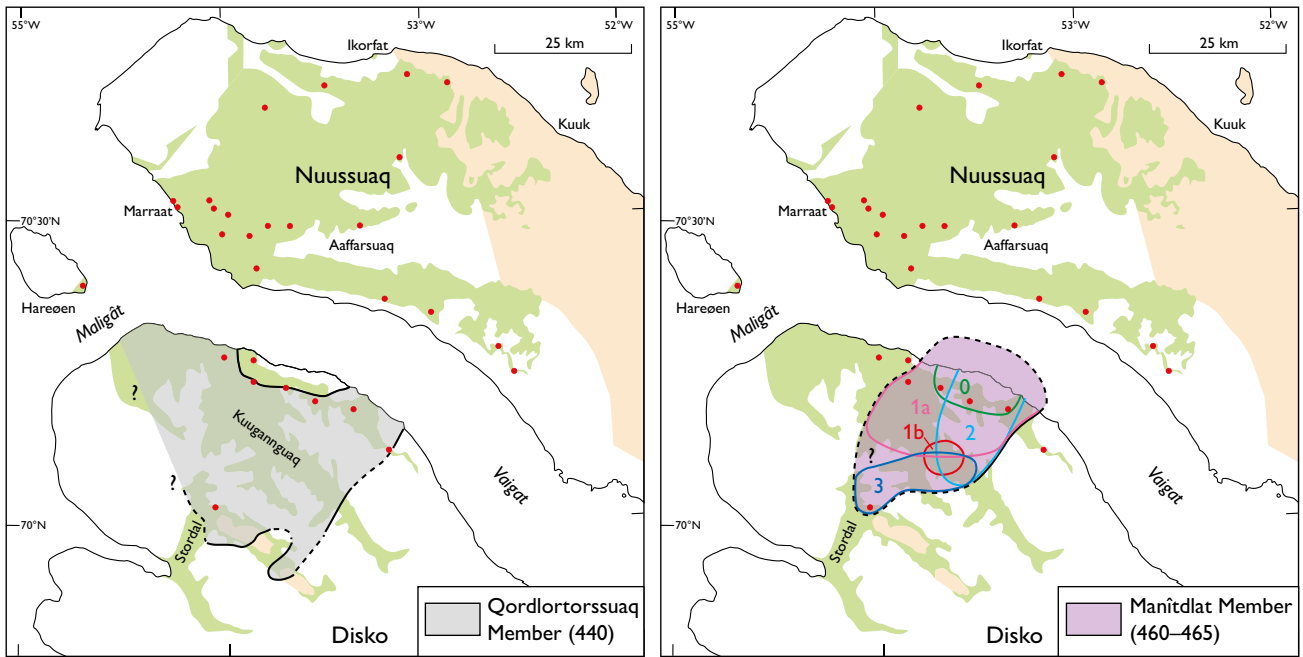 55°W
53°W
52°W
Ikorfat
25 km
Kuuk
Nuussuaq
Marraat
70°30'N
Aaffarsuaq
Hareøen
Maligât
?
Kuugannguaq
?
Vaigat
70°N
Stordal
Disko
Qordlortorssuaq
Member (440)
55°W
53°W
52°W
Ikorfat
25 km
Kuuk
Nuussuaq
Marraat
70°30'N
Aaffarsuaq
Hareøen
Maligât
0
1a
2
1b
?
3
Vaigat
70°N
Stordal
Disko
Manîtdlat Member
(460–465)